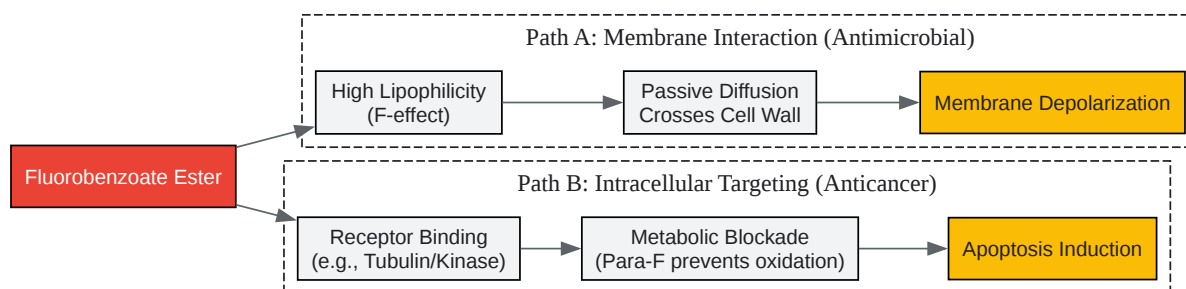 Path A: Membrane Interaction (Antimicrobial)
High Lipophilicity
(F-effect)
Passive Diffusion
Crosses Cell Wall
Membrane Depolarization
Fluorobenzoate Ester
Path B: Intracellular Targeting (Anticancer)
Receptor Binding
(e.g., Tubulin/Kinase)
Metabolic Blockade
(Para-F prevents oxidation)
Apoptosis Induction